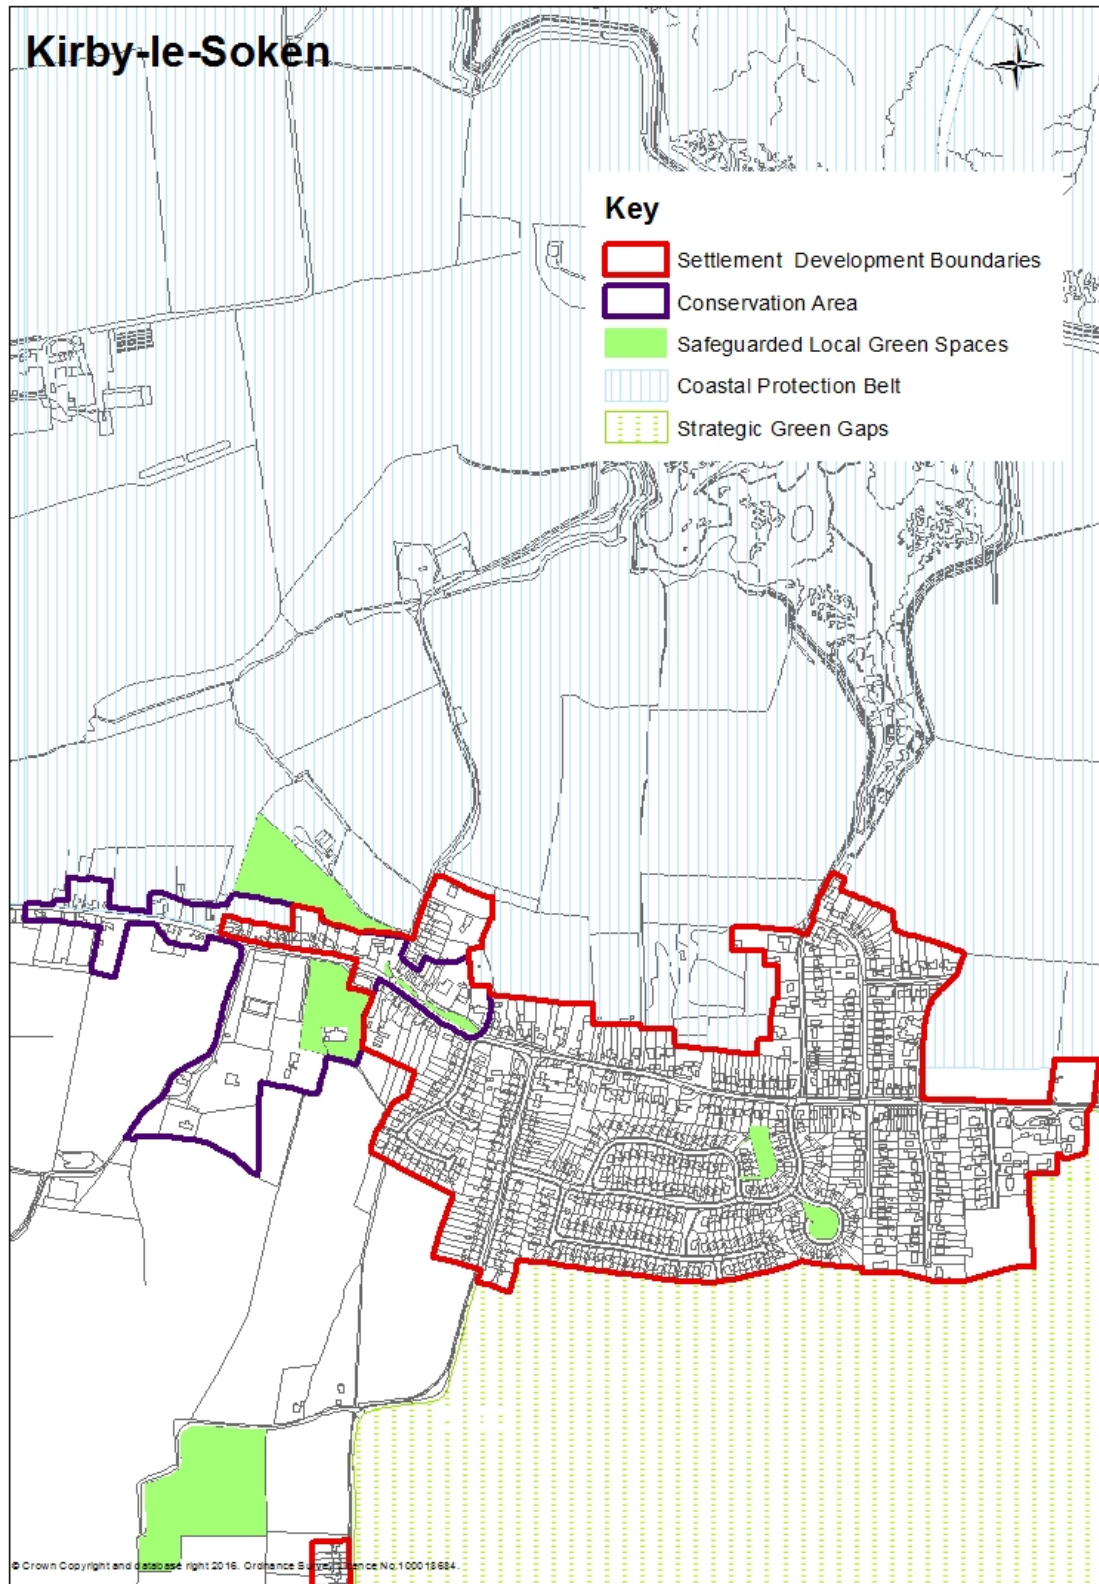 Kirby-le-Soken
Key
Settlement Development Boundaries
Conservation Area
Safeguarded Local Green Spaces
Coastal Protection Belt
Strategic Green Gaps
© Crown Copyright and database right 2016. Ordnance Survey Licence No.100018684.